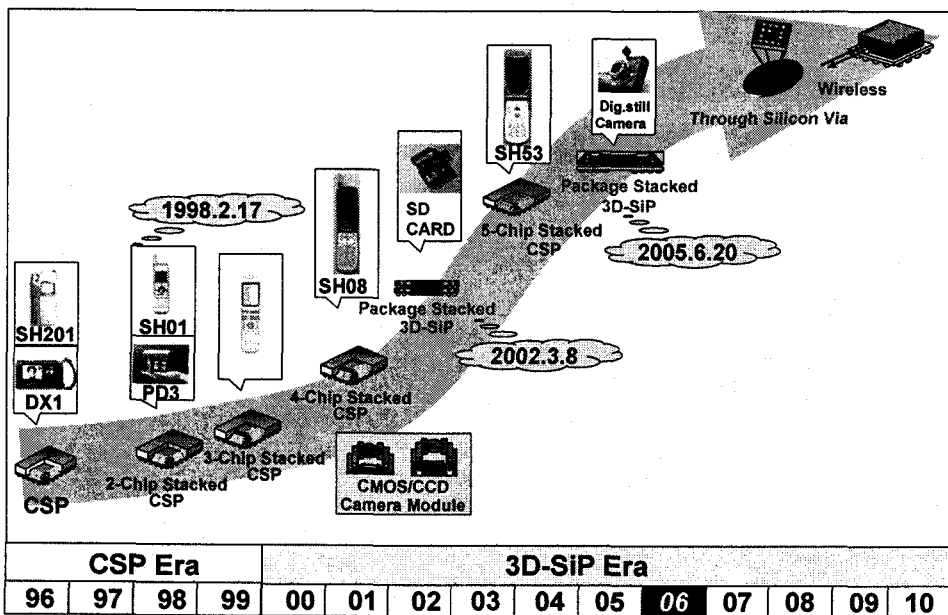 Wireless
Through Silicon Via
Dig.still
Camera
SH53
Package Stacked
3D-SiP
5-Chip Stacked
CSP
2005.6.20
SD
CARD
1998.2.17
SH08
Package Stacked
3D-SiP
2002.3.8
SH201
DX1
SH01
PD3
4-Chip Stacked
CSP
3-Chip Stacked
CSP
2-Chip Stacked
CSP
CSP
CMOS/CCD
Camera Module
CSP Era 3D-SiP Era
96 97 98 99 00 01 02 03 04 05 06 07 08 09 10